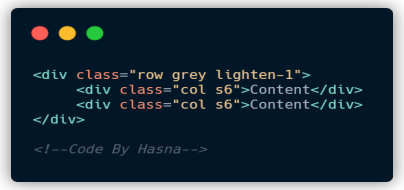 <div class="row grey lighten-1">
<div class="col s6">Content</div>
<div class="col s6">Content</div>
</div>
<!--Code By Hasna-->